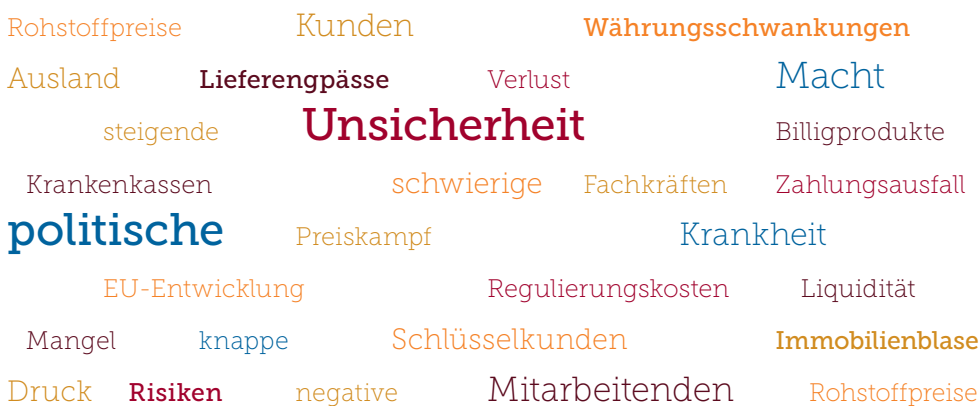 Rohstoffpreise Kunden Währungsschwankungen
Ausland Lieferengpässe Verlust Macht
steigende Unsicherheit Billigprodukte
Krankenkassen schwierige Fachkräften Zahlungsausfall
politische Preiskampf Krankheit
EU-Entwicklung Regulierungskosten Liquidität
Mangel knappe Schlüsselkunden Immobilienblase
Druck Risiken negative Mitarbeitenden Rohstoffpreise